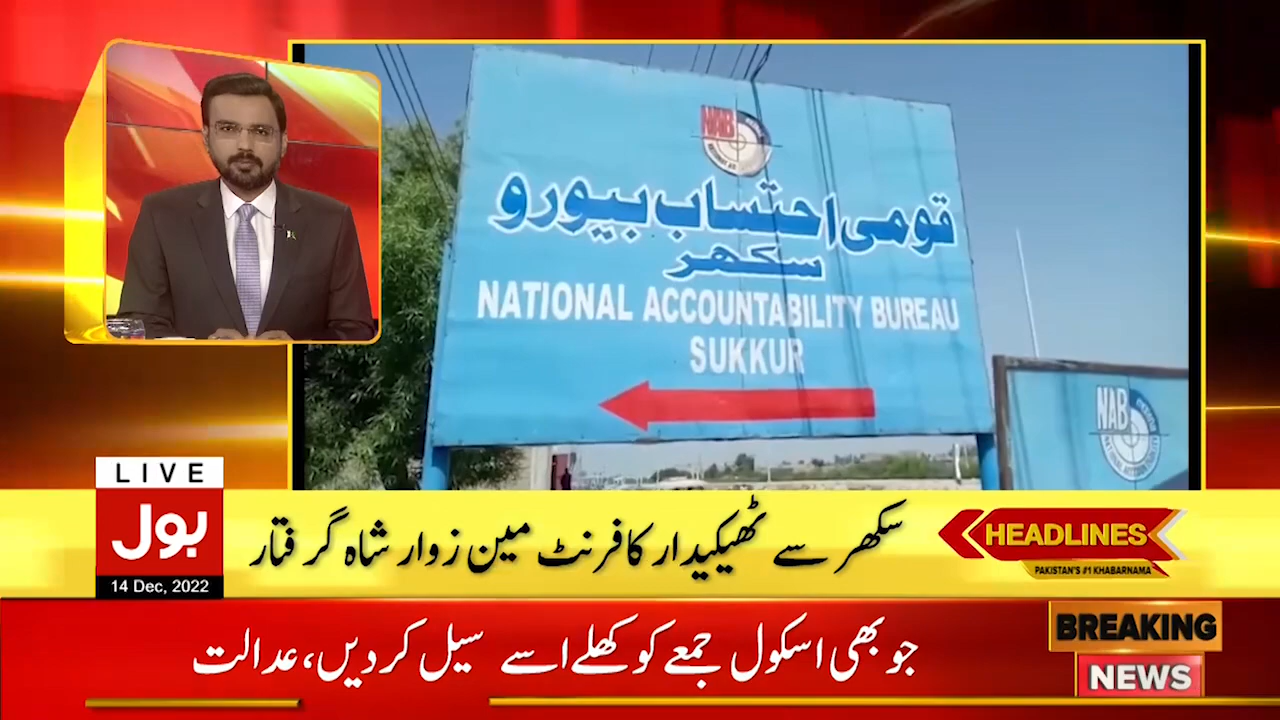 NAB
قومی احتساب بیورو
سکھر
NATIONAL ACCOUNTABILITY BUREAU
SUKKUR
NAB
LIVE
بول
14 Dec, 2022
سکھر سے ٹھیکیدار کا فرنٹ مین زوار شاہ گرفتار
HEADLINES
PAKISTAN'S #1 KHABARNAMA
جو بھی اسکول جمعے کو کھلے اسے سیل کر دیں، عدالت
BREAKING
NEWS